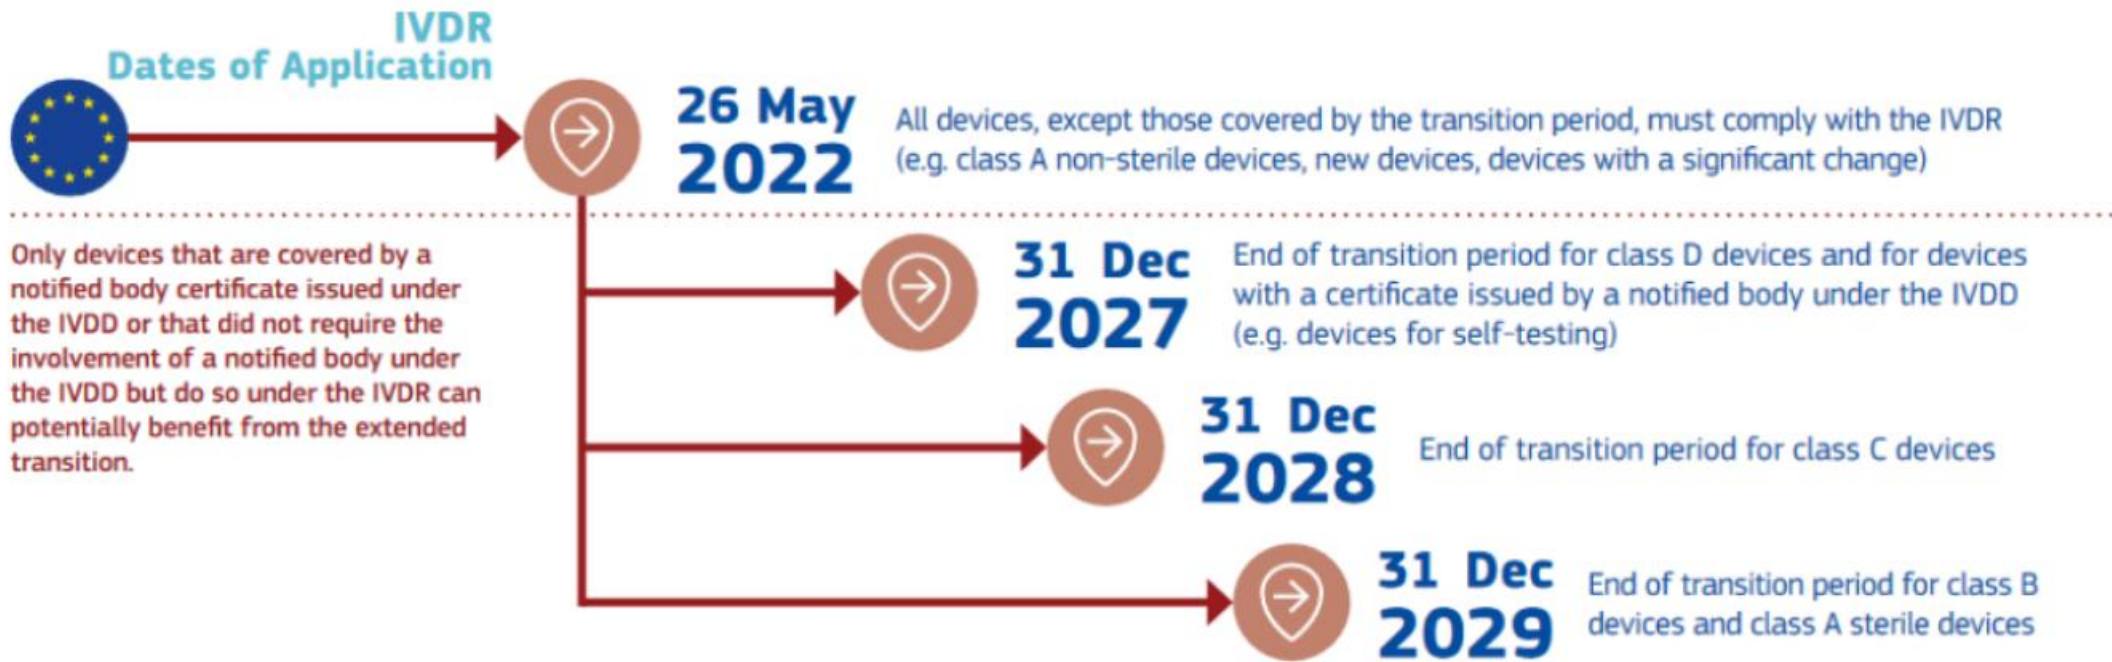 IVDR
Dates of Application
26 May
2022
All devices, except those covered by the transition period, must comply with the IVDR
(e.g. class A non-sterile devices, new devices, devices with a significant change)
Only devices that are covered by a
notified body certificate issued under
the IVDD or that did not require the
involvement of a notified body under
the IVDD but do so under the IVDR can
potentially benefit from the extended
transition.
31 Dec
2027
End of transition period for class D devices and for devices
with a certificate issued by a notified body under the IVDD
(e.g. devices for self-testing)
31 Dec
2028
End of transition period for class C devices
31 Dec
2029
End of transition period for class B
devices and class A sterile devices